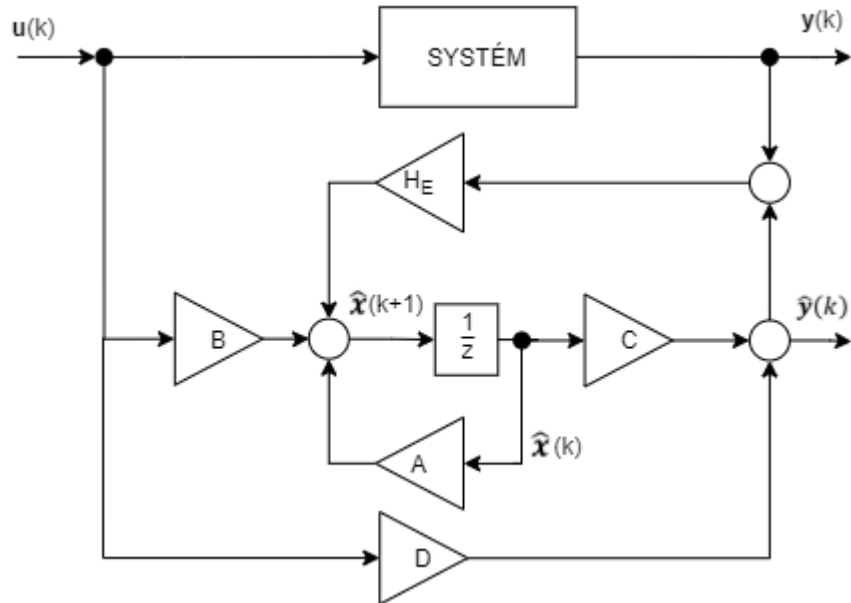 u(k)
y(k)
SYSTÉM
H_E
x̂(k+1)
1
z
B
C
ŷ(k)
A
x̂(k)
D